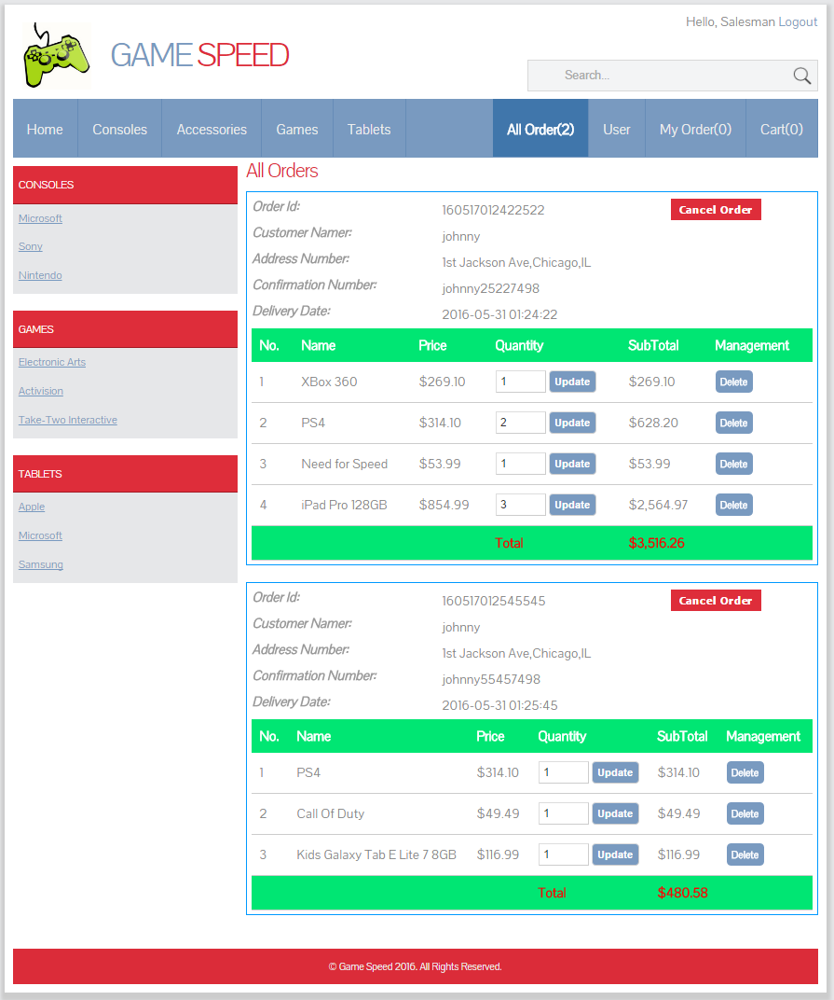 Hello, Salesman Logout
GAME SPEED
Search...
Home Consoles Accessories Games Tablets All Order(2) User My Order(0) Cart(0)
CONSOLES
Microsoft
Sony
Nintendo
GAMES
Electronic Arts
Activision
Take-Two Interactive
TABLETS
Apple
Microsoft
Samsung
All Orders
Order Id: 160517012422522 Cancel Order
Customer Namer: johnny
Address Number: 1st Jackson Ave,Chicago,IL
Confirmation Number: johnny25227498
Delivery Date: 2016-05-31 01:24:22
No. Name Price Quantity SubTotal Management
1 XBox 360 $269.10 1 Update $269.10 Delete
2 PS4 $314.10 2 Update $628.20 Delete
3 Need for Speed $53.99 1 Update $53.99 Delete
4 iPad Pro 128GB $854.99 3 Update $2,564.97 Delete
Total $3,516.26
Order Id: 160517012545545 Cancel Order
Customer Namer: johnny
Address Number: 1st Jackson Ave,Chicago,IL
Confirmation Number: johnny55457498
Delivery Date: 2016-05-31 01:25:45
No. Name Price Quantity SubTotal Management
1 PS4 $314.10 1 Update $314.10 Delete
2 Call Of Duty $49.49 1 Update $49.49 Delete
3 Kids Galaxy Tab E Lite 7 8GB $116.99 1 Update $116.99 Delete
Total $480.58
© Game Speed 2016. All Rights Reserved.